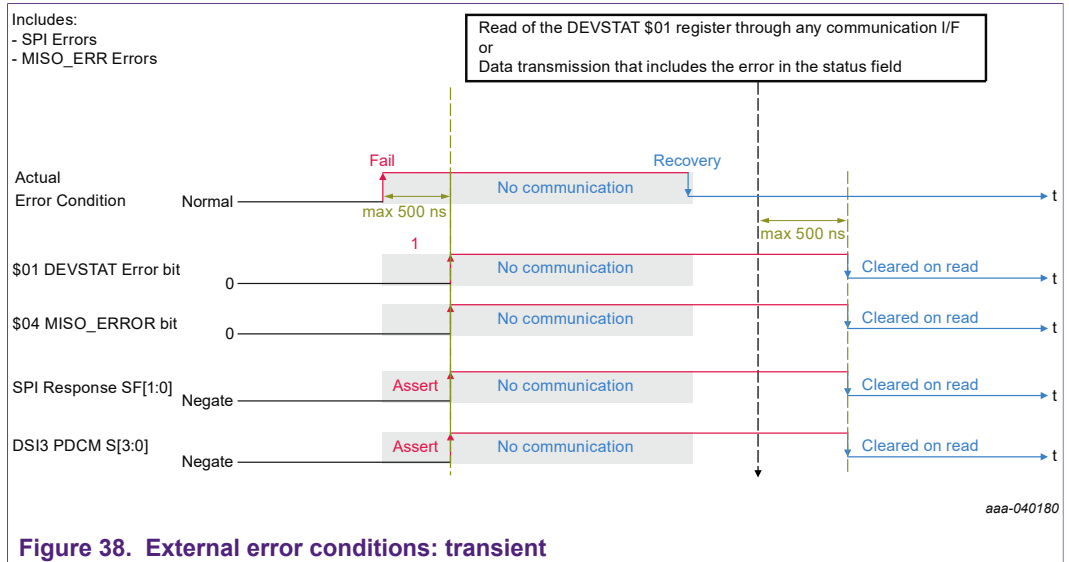 Includes:
- SPI Errors
- MISO_ERR Errors
Read of the DEVSTAT $01 register through any communication I/F
or
Data transmission that includes the error in the status field
Fail
Recovery
Actual
Error Condition
Normal
No communication
t
max 500 ns
max 500 ns
1
$01 DEVSTAT Error bit
0
No communication
Cleared on read
t
$04 MISO_ERROR bit
0
No communication
Cleared on read
t
SPI Response SF[1:0]
Negate
Assert
No communication
Cleared on read
t
DSI3 PDCM S[3:0]
Negate
Assert
No communication
Cleared on read
t
aaa-040180
Figure 38. External error conditions: transient